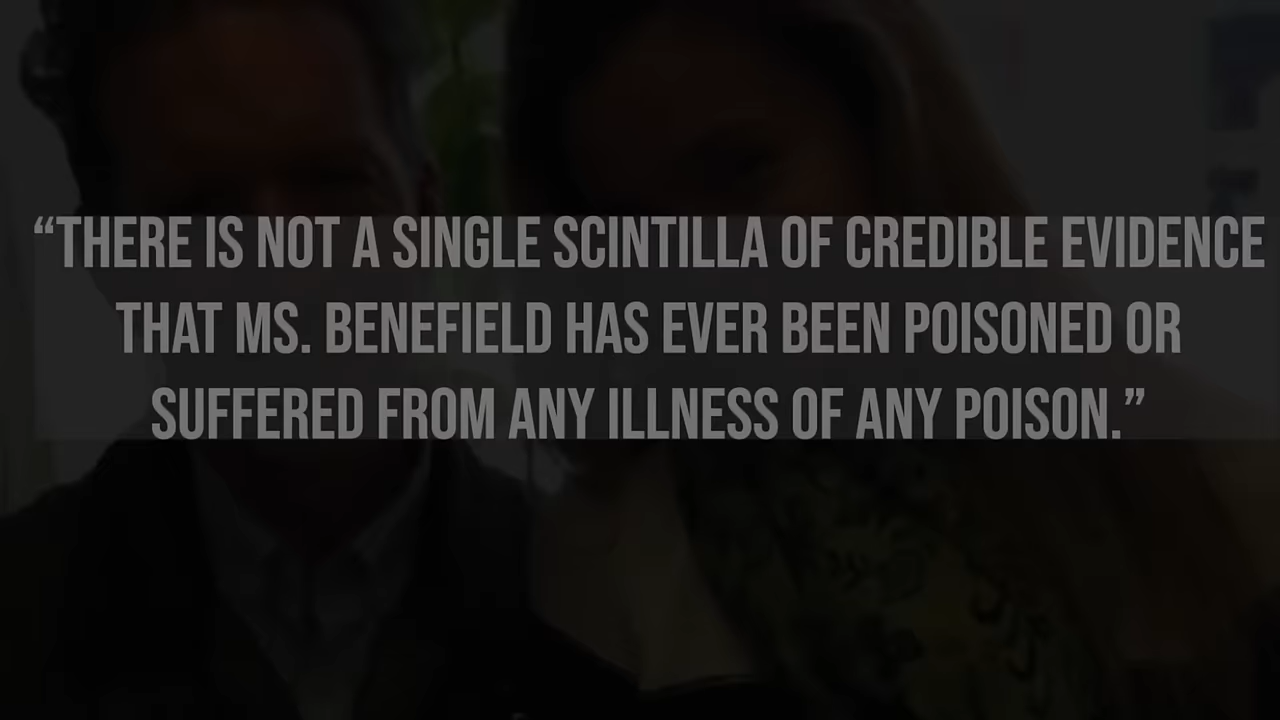 “THERE IS NOT A SINGLE SCINTILLA OF CREDIBLE EVIDENCE
THAT MS. BENEFIELD HAS EVER BEEN POISONED OR
SUFFERED FROM ANY ILLNESS OF ANY POISON.”